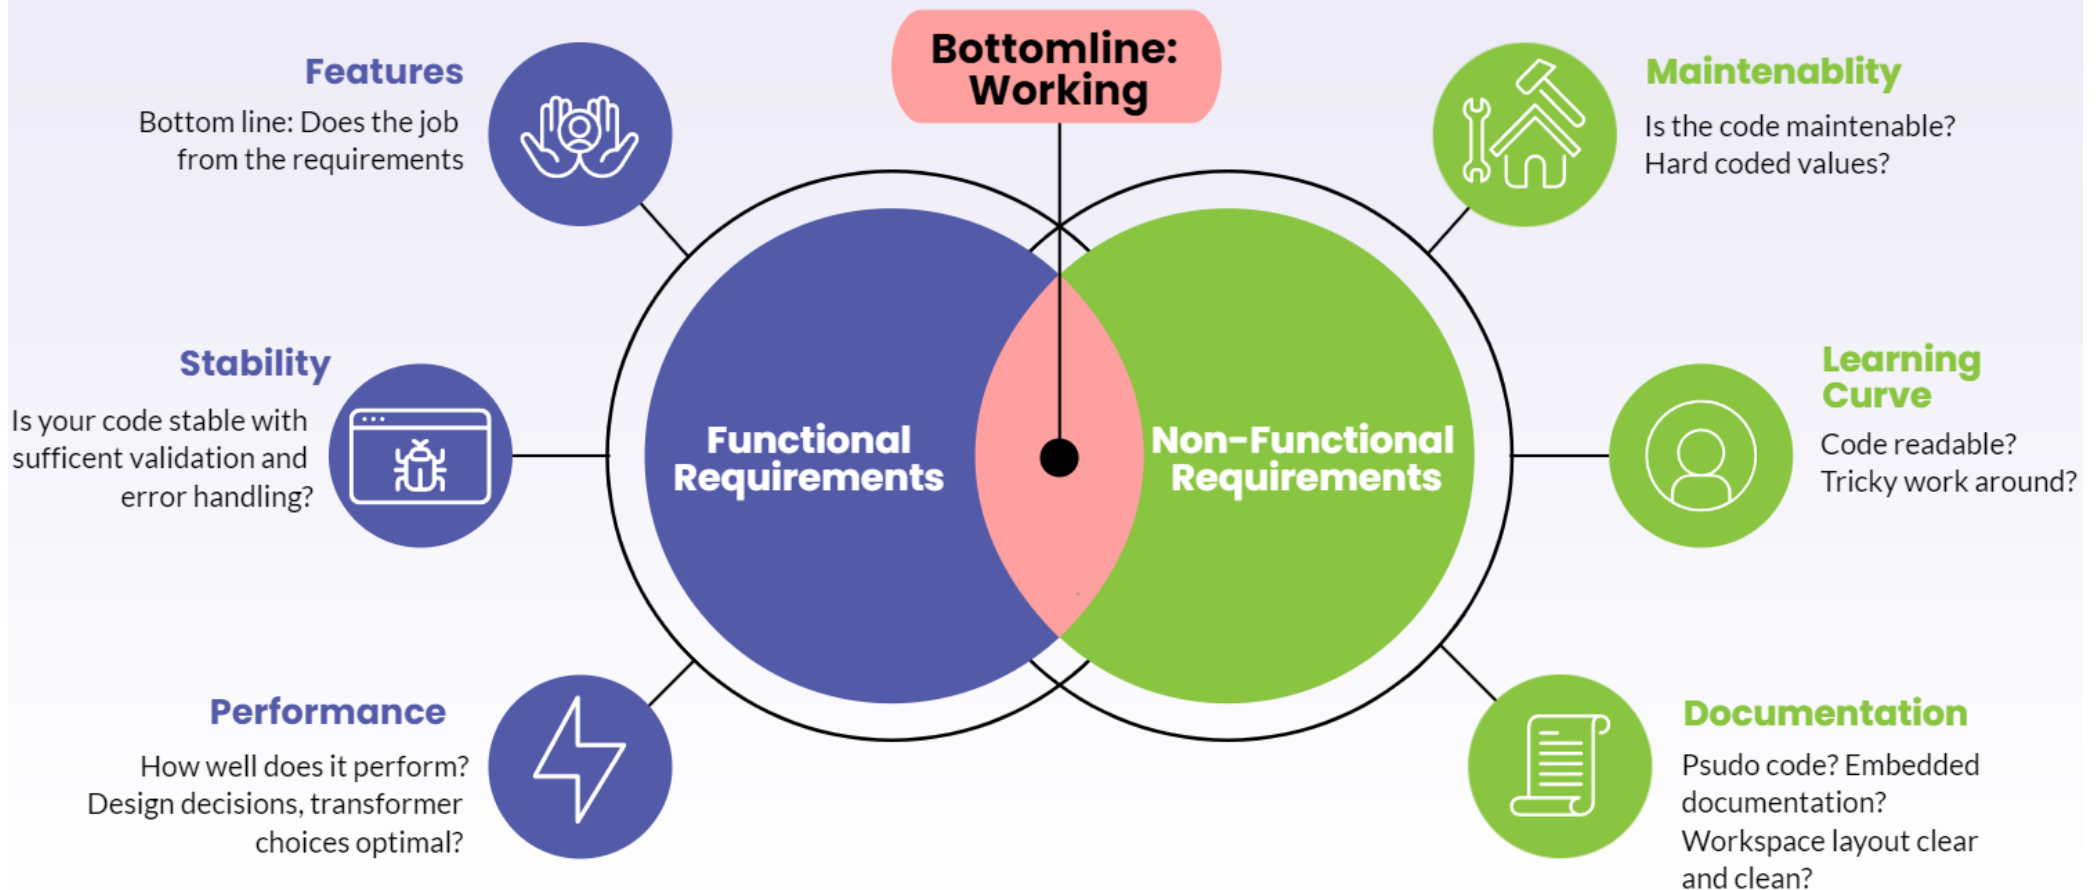 Bottomline:
Working
Features
Bottom line: Does the job
from the requirements
Stability
Is your code stable with
sufficent validation and
error handling?
Performance
How well does it perform?
Design decisions, transformer
choices optimal?
Functional
Requirements
Non-Functional
Requirements
Maintenablity
Is the code maintenable?
Hard coded values?
Learning
Curve
Code readable?
Tricky work around?
Documentation
Psudo code? Embedded
documentation?
Workspace layout clear
and clean?